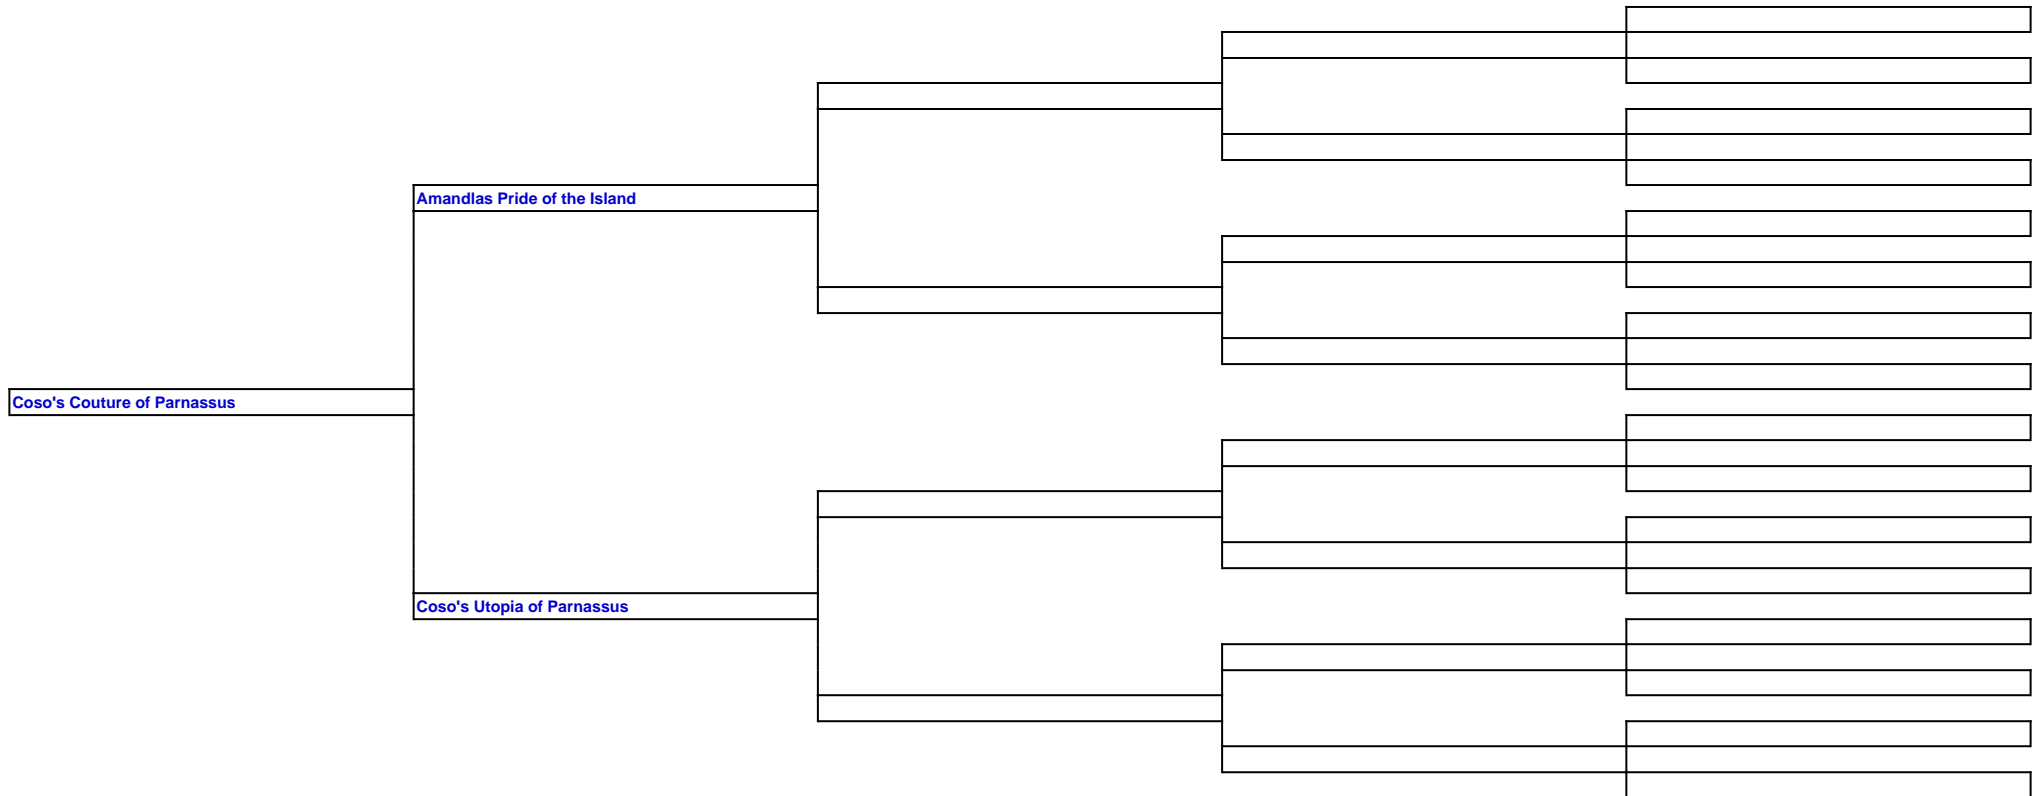 Amandlas Pride of the Island
Coso's Couture of Parnassus
Coso's Utopia of Parnassus